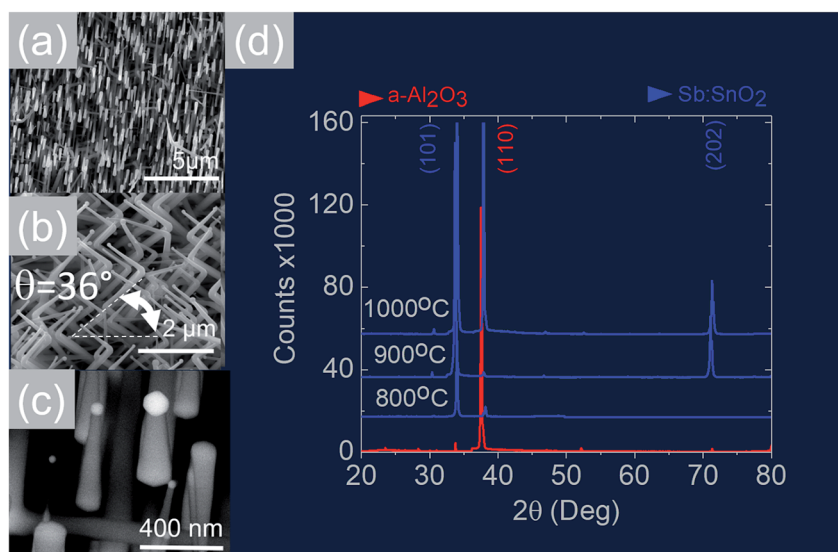 (a)
5μm
(b)
θ=36°
2 μm
(c)
400 nm
(d)
a-Al₂O₃
Sb:SnO₂
(101)
(110)
(202)
160
120
80
40
0
Counts x1000
1000°C
900°C
800°C
20 30 40 50 60 70 80
2θ (Deg)